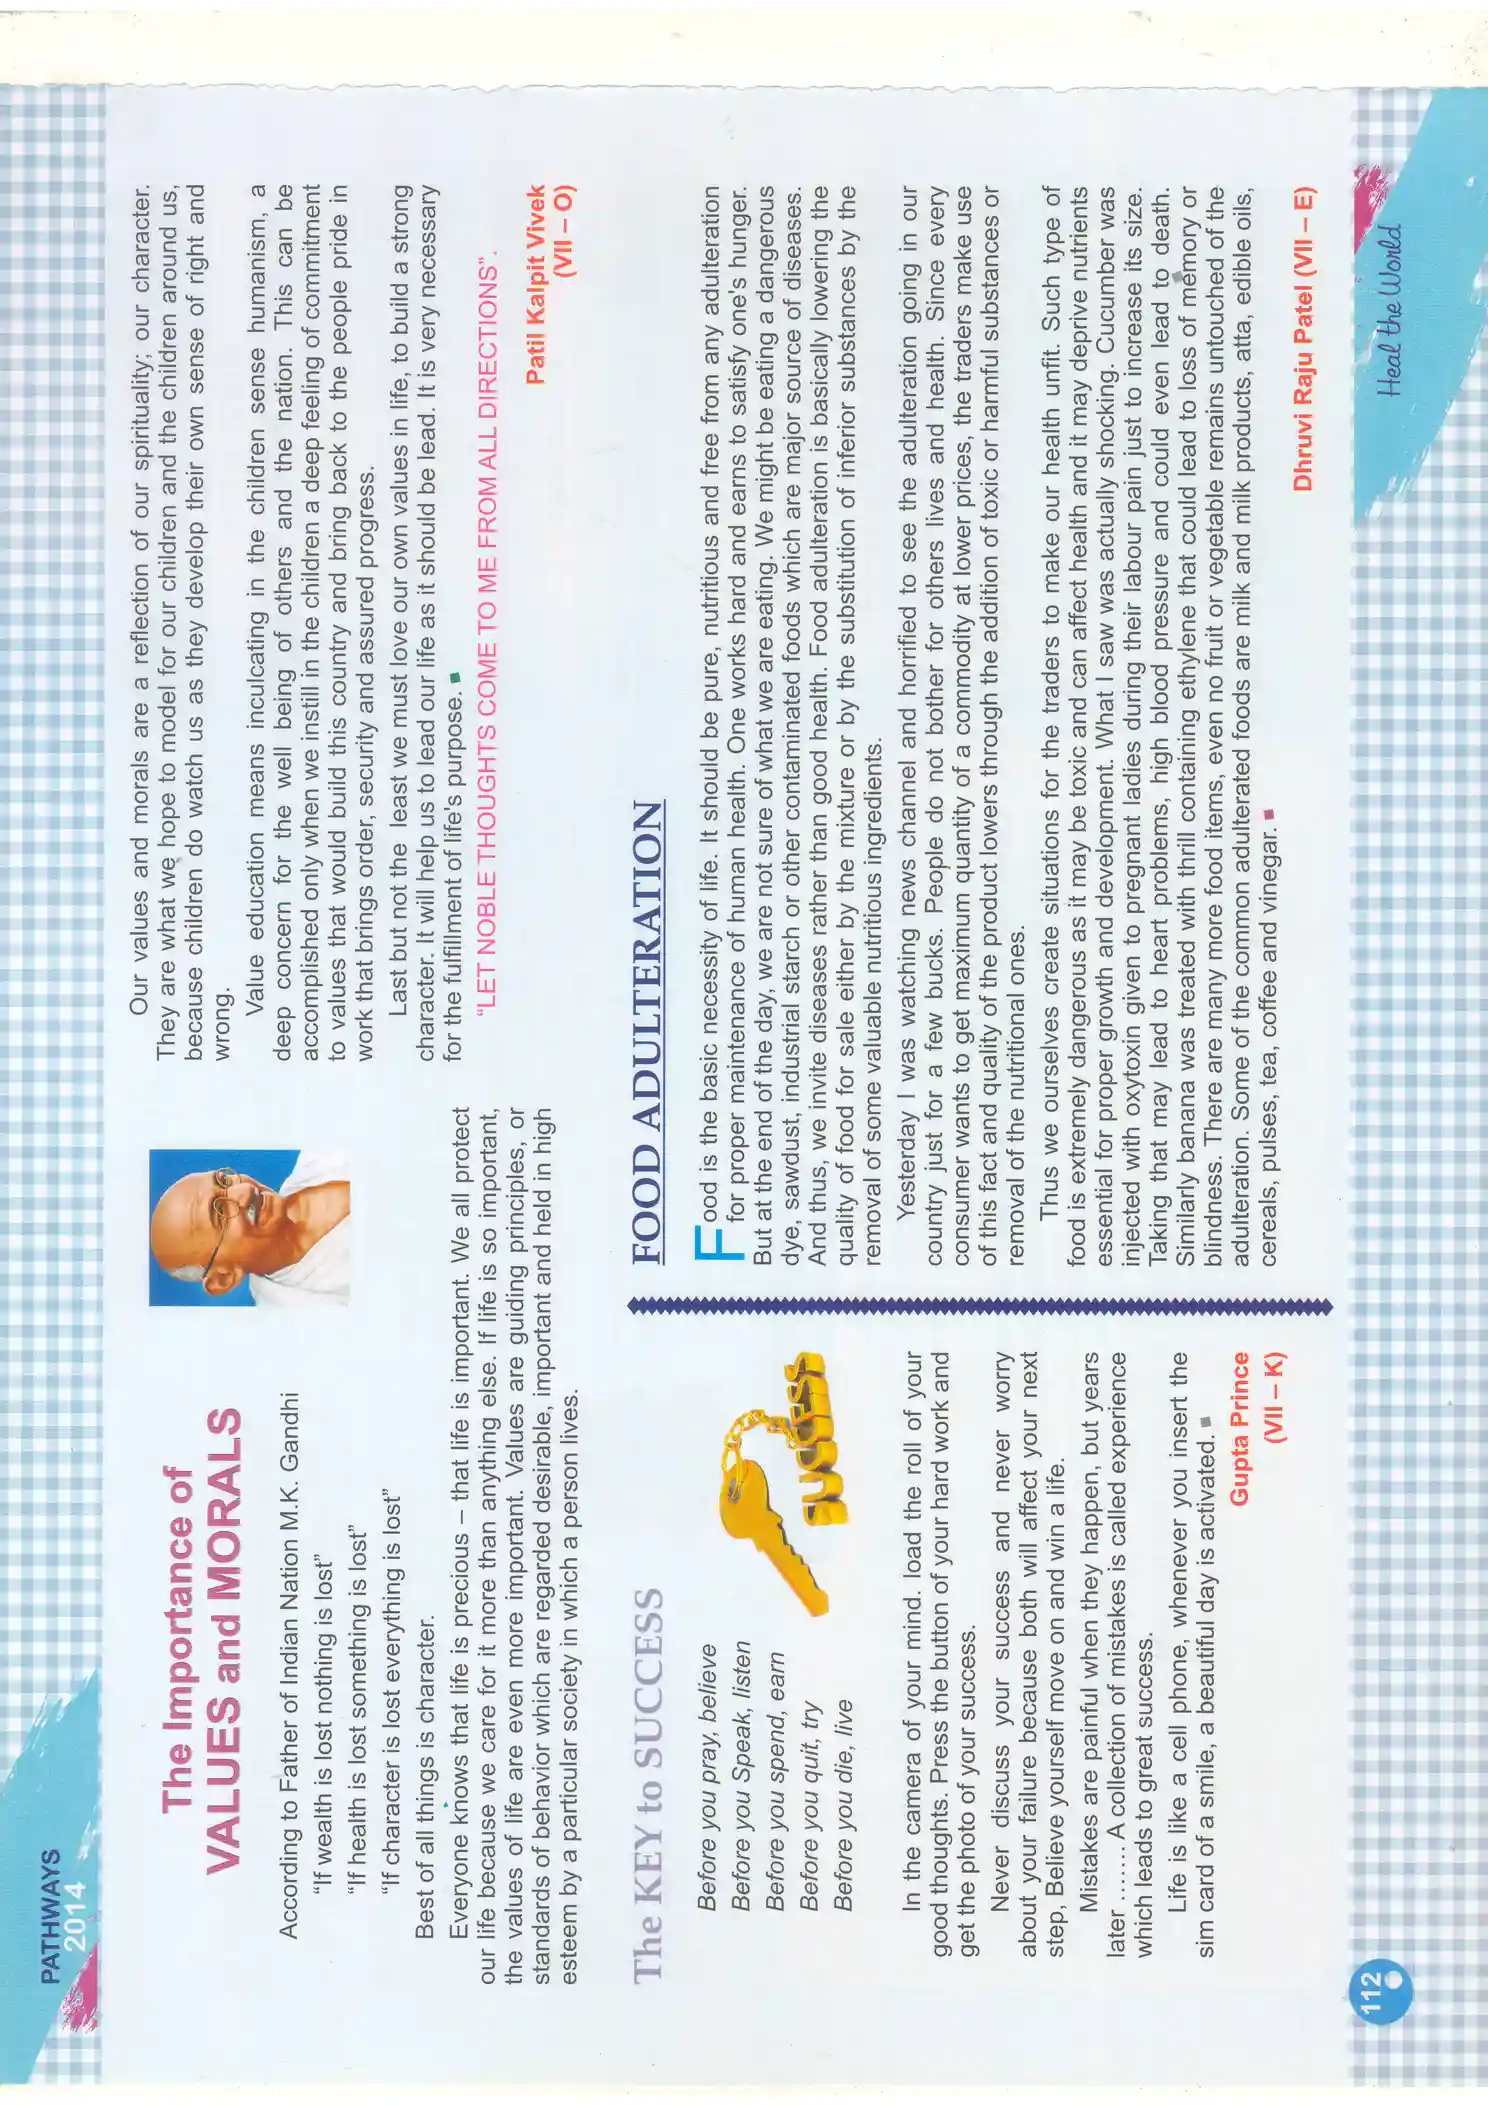 PATHWAYS
2014
The Importance of
VALUES and MORALS
According to Father of Indian Nation M.K. Gandhi
“If wealth is lost nothing is lost”
“If health is lost something is lost”
“If character is lost everything is lost”
Best of all things is character.
Everyone knows that life is precious – that life is important. We all protect
our life because we care for it more than anything else. If life is so important,
the values of life are even more important. Values are guiding principles, or
standards of behavior which are regarded desirable, important and held in high
esteem by a particular society in which a person lives.
Our values and morals are a reflection of our spirituality; our character.
They are what we hope to model for our children and the children around us,
because children do watch us as they develop their own sense of right and
wrong.
Value education means inculcating in the children sense humanism, a
deep concern for the well being of others and the nation. This can be
accomplished only when we instill in the children a deep feeling of commitment
to values that would build this country and bring back to the people pride in
work that brings order, security and assured progress.
Last but not the least we must love our own values in life, to build a strong
character. It will help us to lead our life as it should be lead. It is very necessary
for the fulfillment of life's purpose.
“LET NOBLE THOUGHTS COME TO ME FROM ALL DIRECTIONS”.
Patil Kalpit Vivek
(VII – O)
The KEY to SUCCESS
Before you pray, believe
Before you Speak, listen
Before you spend, earn
Before you quit, try
Before you die, live
SUCCESS
In the camera of your mind. load the roll of your
good thoughts. Press the button of your hard work and
get the photo of your success.
Never discuss your success and never worry
about your failure because both will affect your next
step, Believe yourself move on and win a life.
Mistakes are painful when they happen, but years
later ........ A collection of mistakes is called experience
which leads to great success.
Life is like a cell phone, whenever you insert the
sim card of a smile, a beautiful day is activated.
Gupta Prince
(VII – K)
FOOD ADULTERATION
Food is the basic necessity of life. It should be pure, nutritious and free from any adulteration
for proper maintenance of human health. One works hard and earns to satisfy one's hunger.
But at the end of the day, we are not sure of what we are eating. We might be eating a dangerous
dye, sawdust, industrial starch or other contaminated foods which are major source of diseases.
And thus, we invite diseases rather than good health. Food adulteration is basically lowering the
quality of food for sale either by the mixture or by the substitution of inferior substances by the
removal of some valuable nutritious ingredients.
Yesterday I was watching news channel and horrified to see the adulteration going in our
country just for a few bucks. People do not bother for others lives and health. Since every
consumer wants to get maximum quantity of a commodity at lower prices, the traders make use
of this fact and quality of the product lowers through the addition of toxic or harmful substances or
removal of the nutritional ones.
Thus we ourselves create situations for the traders to make our health unfit. Such type of
food is extremely dangerous as it may be toxic and can affect health and it may deprive nutrients
essential for proper growth and development. What I saw was actually shocking. Cucumber was
injected with oxytoxin given to pregnant ladies during their labour pain just to increase its size.
Taking that may lead to heart problems, high blood pressure and could even lead to death.
Similarly banana was treated with thrill containing ethylene that could lead to loss of memory or
blindness. There are many more food items, even no fruit or vegetable remains untouched of the
adulteration. Some of the common adulterated foods are milk and milk products, atta, edible oils,
cereals, pulses, tea, coffee and vinegar.
Dhruvi Raju Patel (VII – E)
112
Heal the World